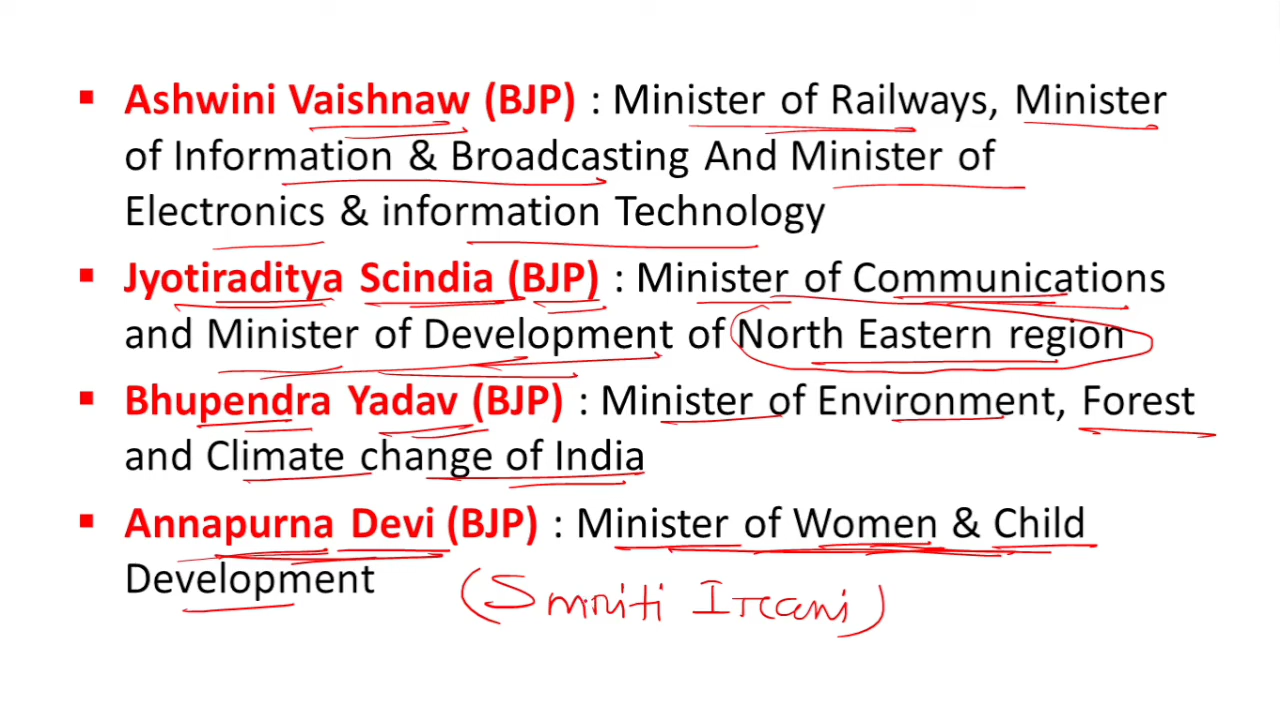 ▪ Ashwini Vaishnaw (BJP) : Minister of Railways, Minister
of Information & Broadcasting And Minister of
Electronics & information Technology
▪ Jyotiraditya Scindia (BJP) : Minister of Communications
and Minister of Development of North Eastern region
▪ Bhupendra Yadav (BJP) : Minister of Environment, Forest
and Climate change of India
▪ Annapurna Devi (BJP) : Minister of Women & Child
Development
(Smriti Irani)